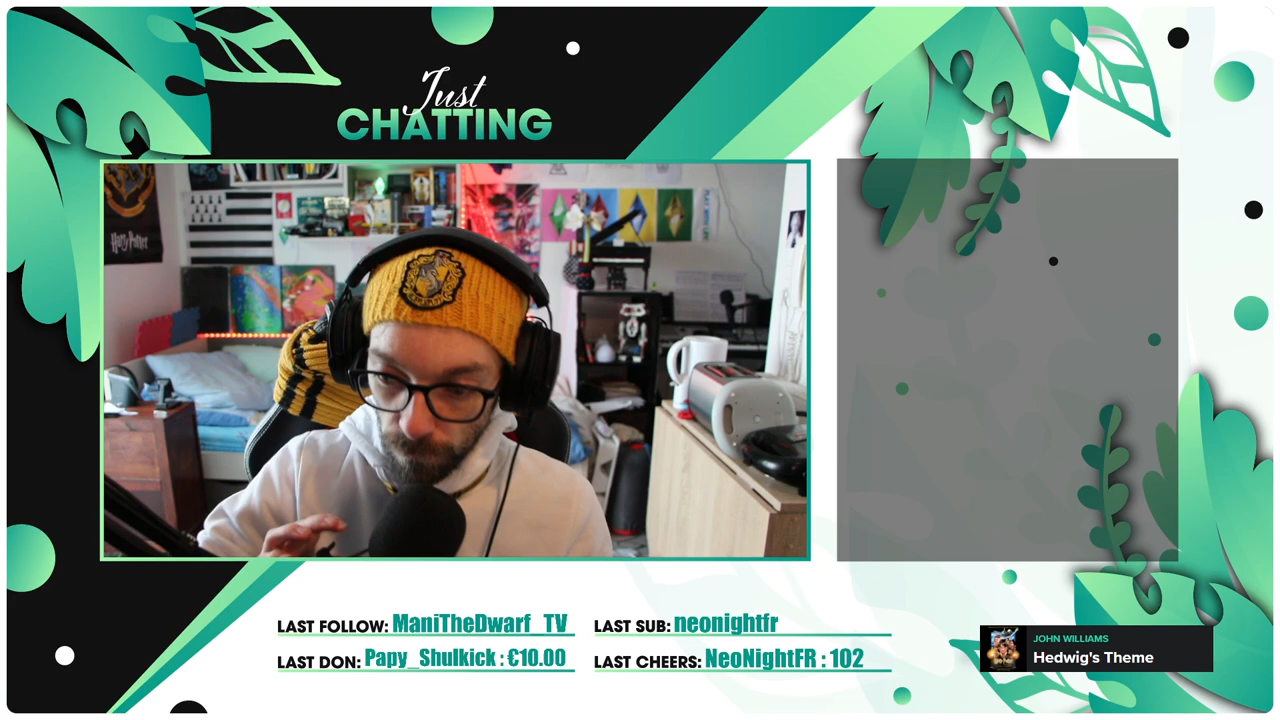 Just
CHATTING
Harry Potter
LAST FOLLOW: ManiTheDwarf_TV
LAST SUB: neonightfr
LAST DON: Papy_Shulkick : €10.00
LAST CHEERS: NeoNightFR : 102
JOHN WILLIAMS
Hedwig's Theme